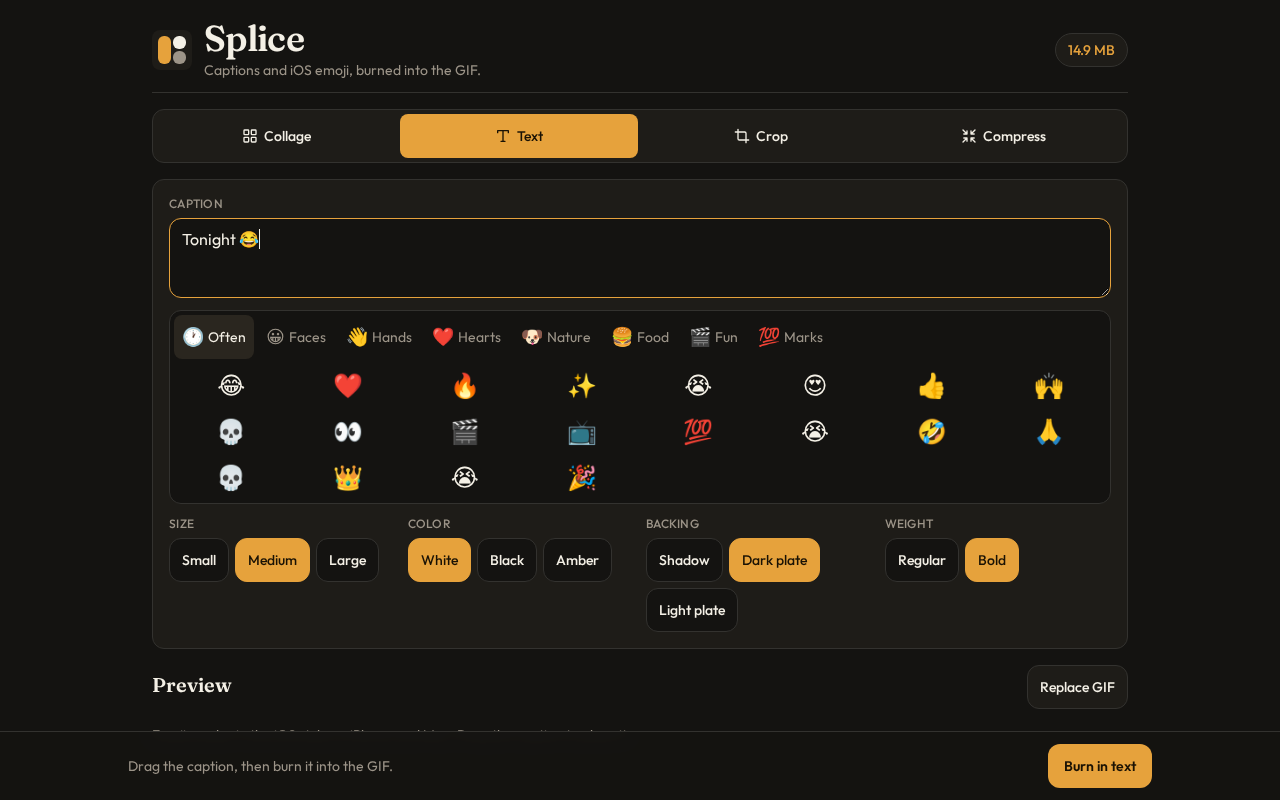 Splice
Captions and iOS emoji, burned into the GIF.
14.9 MB
Collage
Text
Crop
Compress
CAPTION
Tonight 😂
🕐 Often
😀 Faces
👋 Hands
❤️ Hearts
🐶 Nature
🍔 Food
🎬 Fun
💯 Marks
😂 ❤️ 🔥 ✨ 😭 😍 👍 🙌
💀 👀 🎬 📺 💯 😭 🤣 🙏
💀 👑 😭 🎉
SIZE
Small
Medium
Large
COLOR
White
Black
Amber
BACKING
Shadow
Dark plate
Light plate
WEIGHT
Regular
Bold
Preview
Replace GIF
Drag the caption, then burn it into the GIF.
Burn in text